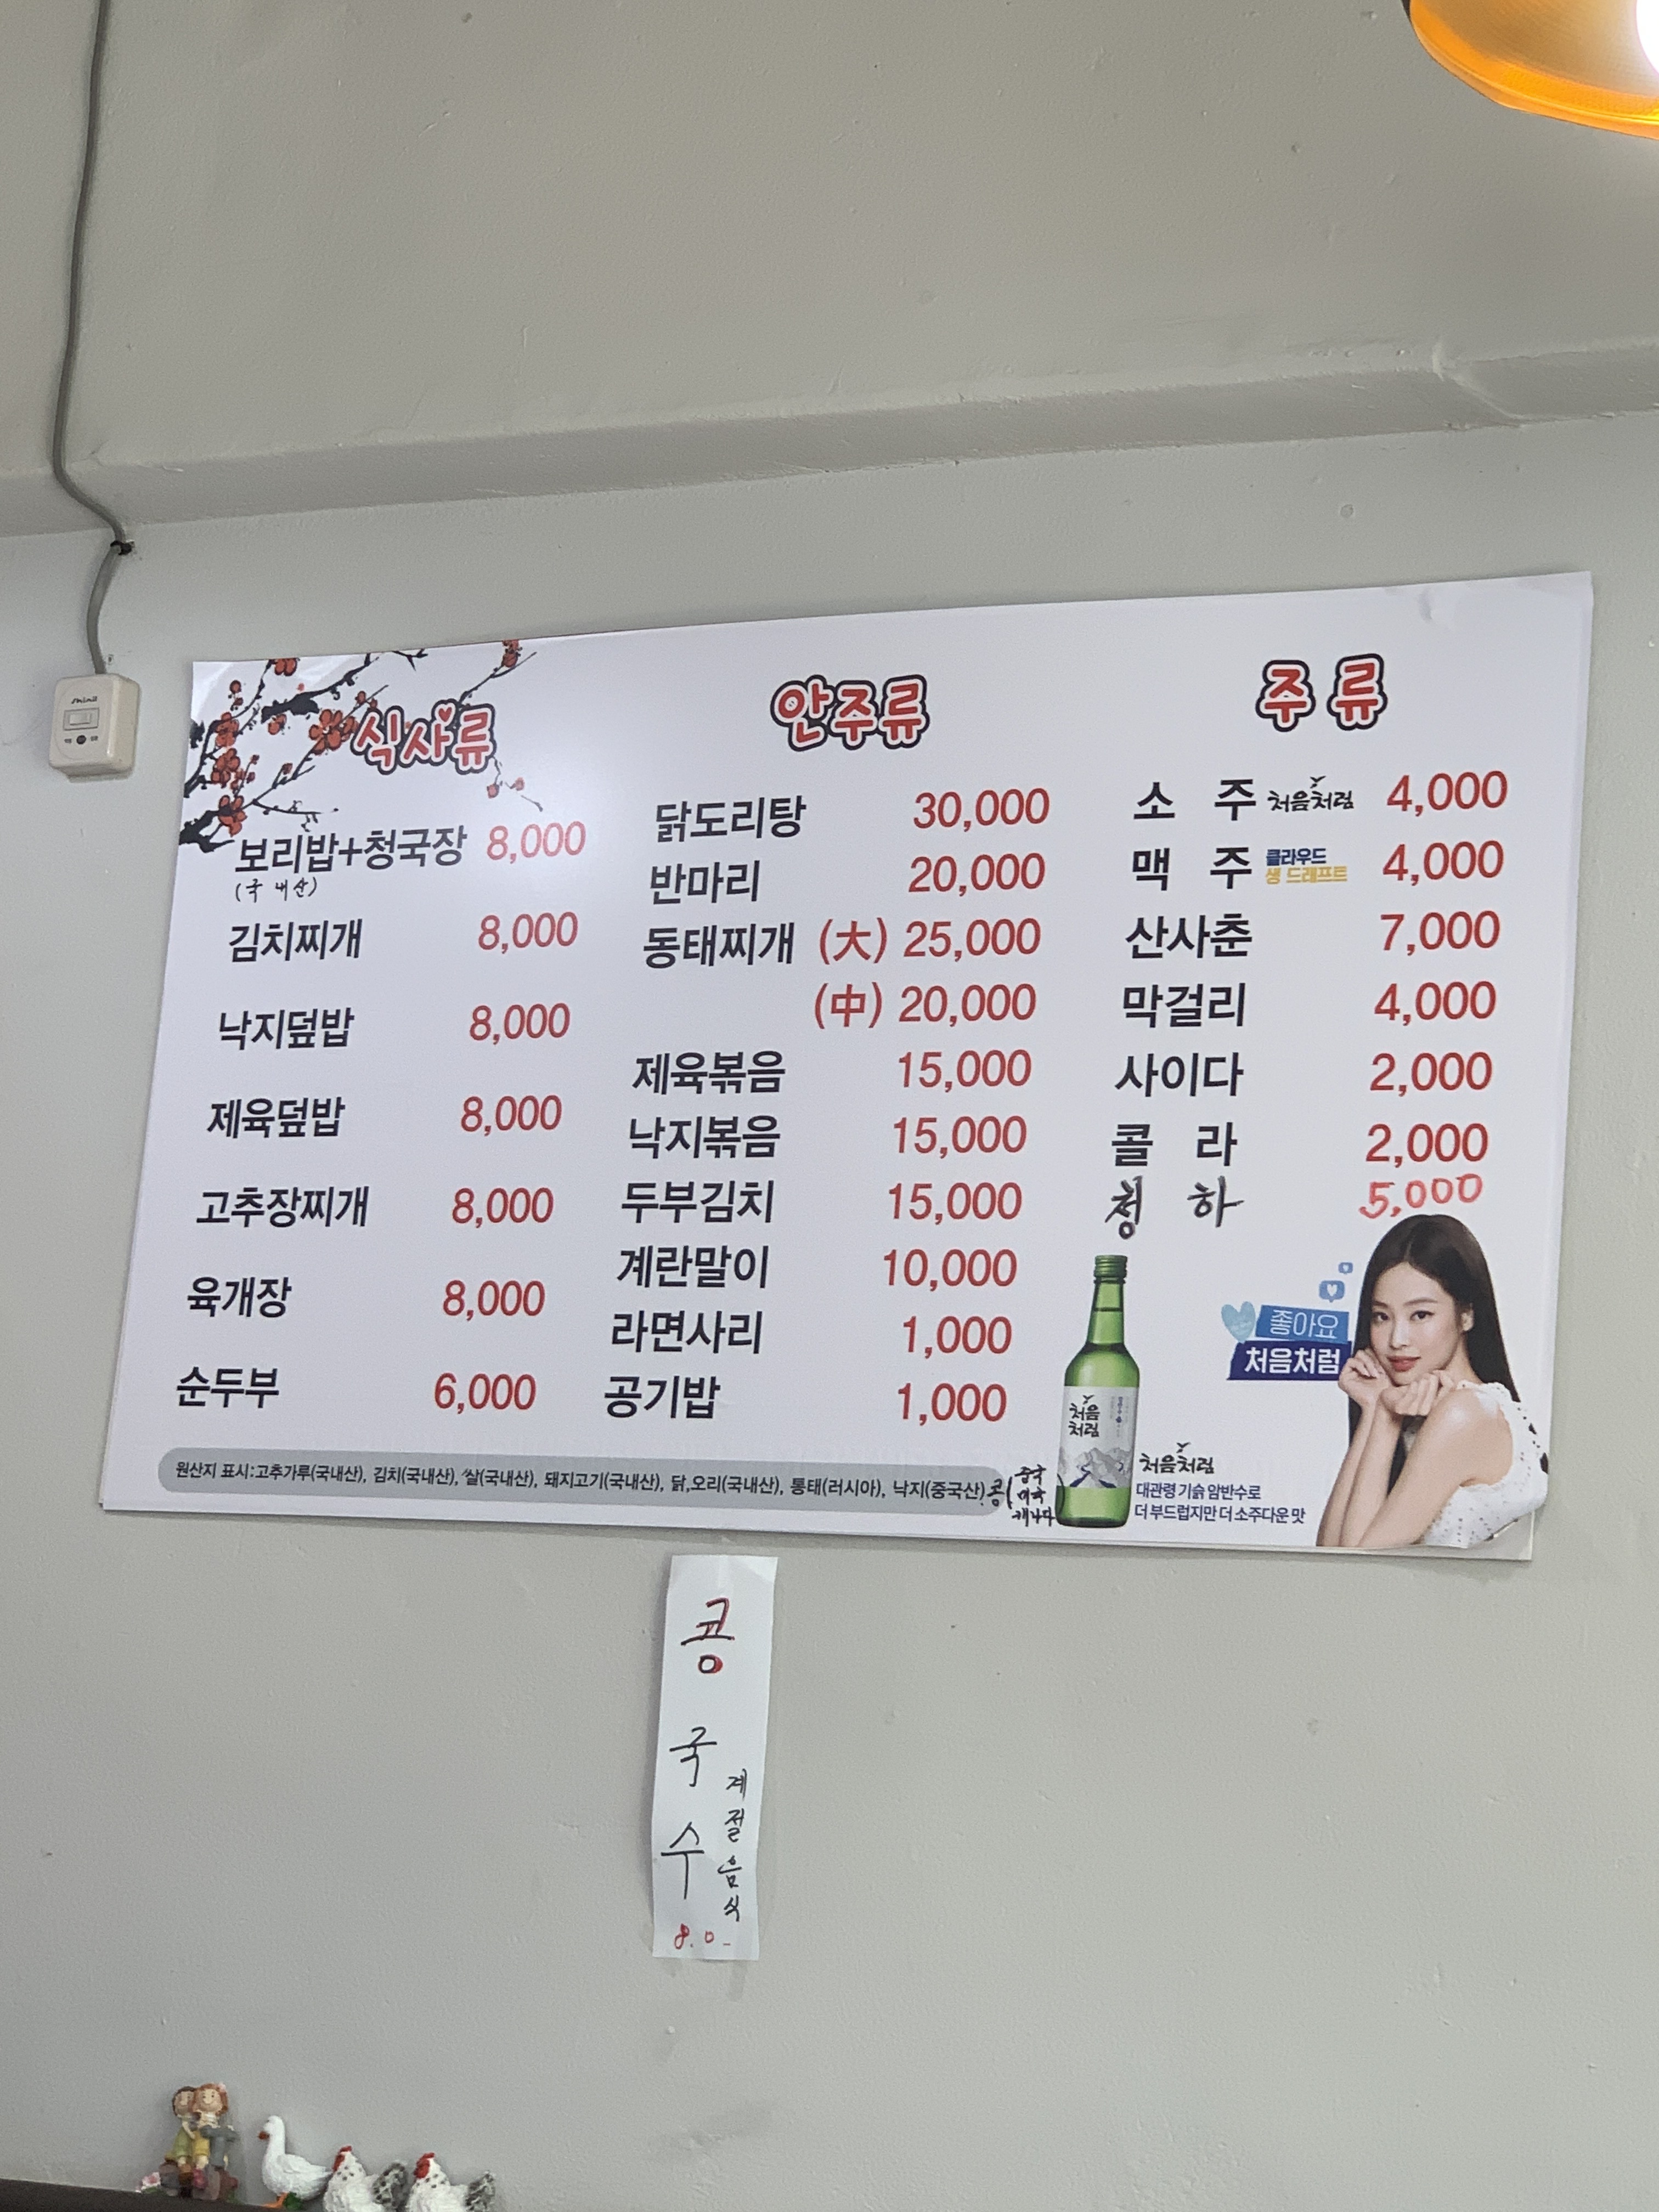 식사류
보리밥+청국장 8,000
(국내산)
김치찌개 8,000
낙지덮밥 8,000
제육덮밥 8,000
고추장찌개 8,000
육개장 8,000
순두부 6,000
안주류
닭도리탕 30,000
반마리 20,000
동태찌개 (大) 25,000
(中) 20,000
제육볶음 15,000
낙지볶음 15,000
두부김치 15,000
계란말이 10,000
라면사리 1,000
공기밥 1,000
주 류
소 주 처음처럼 4,000
맥 주 클라우드 생 드래프트 4,000
산사춘 7,000
막걸리 4,000
사이다 2,000
콜 라 2,000
청 하 5,000
좋아요
처음처럼
처음
처럼
처음처럼
대관령 기슭 암반수로
더 부드럽지만 더 소주다운 맛
원산지 표시:고추가루(국내산), 김치(국내산), 쌀(국내산), 돼지고기(국내산), 닭,오리(국내산), 통태(러시아), 낙지(중국산) 콩(
중국
미국
캐나다
콩국수
계절음식
8.0.-